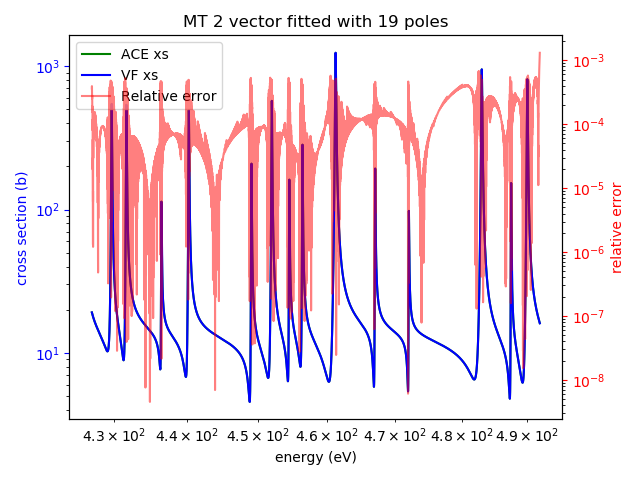 MT 2 vector fitted with 19 poles
ACE xs
VF xs
Relative error
cross section (b)
10³
10²
10¹
relative error
10⁻³
10⁻⁴
10⁻⁵
10⁻⁶
10⁻⁷
10⁻⁸
4.3 × 10² 4.4 × 10² 4.5 × 10² 4.6 × 10² 4.7 × 10² 4.8 × 10² 4.9 × 10²
energy (eV)